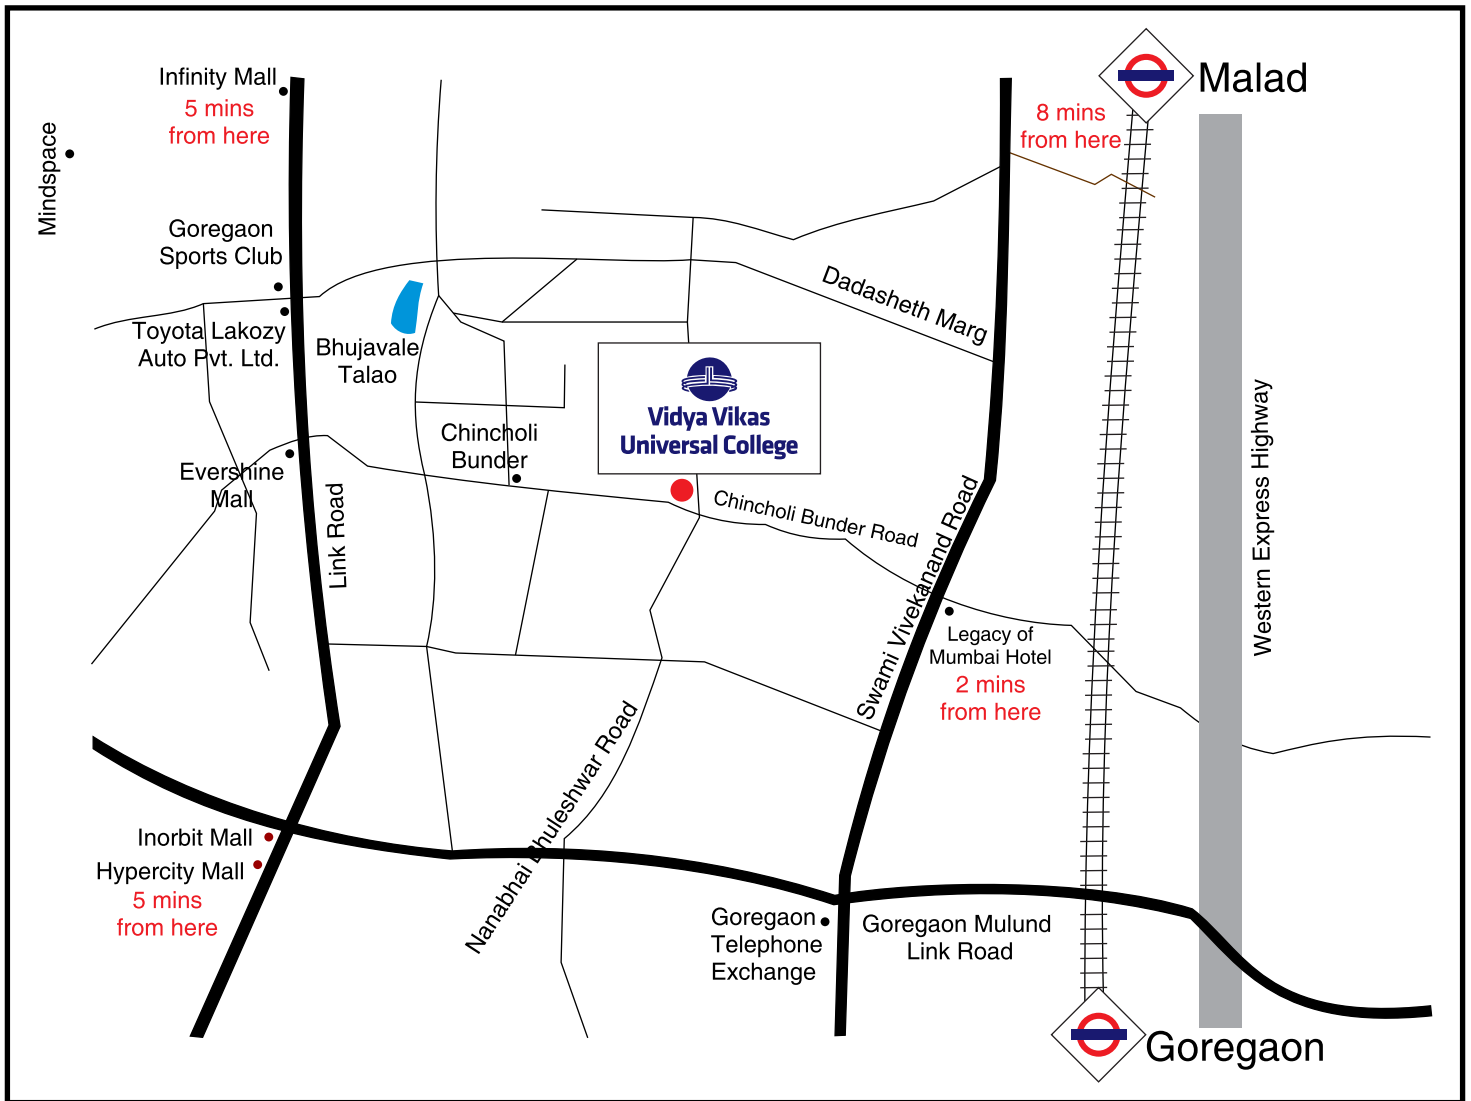 Malad
Infinity Mall
5 mins
from here
8 mins
from here
Mindspace
Goregaon
Sports Club
Dadasheth Marg
Toyota Lakozy
Auto Pvt. Ltd.
Bhujavale
Talao
Vidya Vikas
Universal College
Chincholi
Bunder
Evershine
Mall
Link Road
Chincholi Bunder Road
Swami Vivekanand Road
Western Express Highway
Legacy of
Mumbai Hotel
2 mins
from here
Nanabhai Bhuleshwar Road
Inorbit Mall
Hypercity Mall
5 mins
from here
Goregaon
Telephone
Exchange
Goregaon Mulund
Link Road
Goregaon